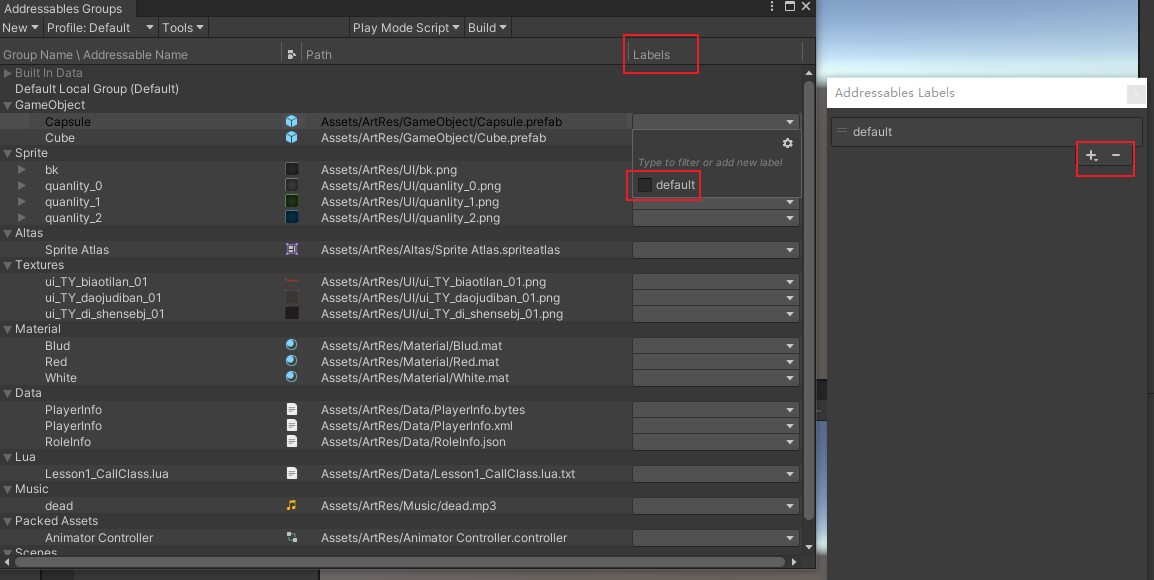 Addressables Groups
New Profile: Default Tools Play Mode Script Build
Group Name \ Addressable Name Path Labels
Built In Data
Default Local Group (Default)
GameObject
Capsule Assets/ArtRes/GameObject/Capsule.prefab
Cube Assets/ArtRes/GameObject/Cube.prefab
Sprite
bk Assets/ArtRes/UI/bk.png
quanlity_0 Assets/ArtRes/UI/quanlity_0.png
quanlity_1 Assets/ArtRes/UI/quanlity_1.png
quanlity_2 Assets/ArtRes/UI/quanlity_2.png
Altas
Sprite Atlas Assets/ArtRes/Altas/Sprite Atlas.spriteatlas
Textures
ui_TY_biaotilan_01 Assets/ArtRes/UI/ui_TY_biaotilan_01.png
ui_TY_daojudiban_01 Assets/ArtRes/UI/ui_TY_daojudiban_01.png
ui_TY_di_shensebj_01 Assets/ArtRes/UI/ui_TY_di_shensebj_01.png
Material
Blud Assets/ArtRes/Material/Blud.mat
Red Assets/ArtRes/Material/Red.mat
White Assets/ArtRes/Material/White.mat
Data
PlayerInfo Assets/ArtRes/Data/PlayerInfo.bytes
PlayerInfo Assets/ArtRes/Data/PlayerInfo.xml
RoleInfo Assets/ArtRes/Data/RoleInfo.json
Lua
Lesson1_CallClass.lua Assets/ArtRes/Data/Lesson1_CallClass.lua.txt
Music
dead Assets/ArtRes/Music/dead.mp3
Packed Assets
Animator Controller Assets/ArtRes/Animator Controller.controller
Scenes
Type to filter or add new label
default
Addressables Labels
default